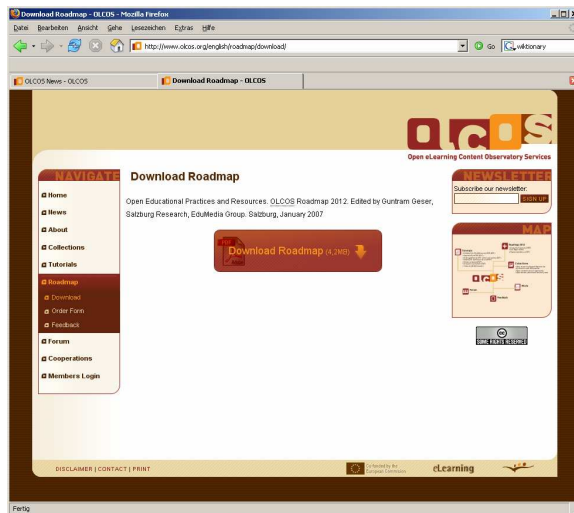 Download Roadmap - OLCOS - Mozilla Firefox
Datei Bearbeiten Ansicht Gehe Lesezeichen Extras Hilfe
http://www.olcos.org/english/roadmap/download/
Go
wiktionary
OLCOS News - OLCOS
Download Roadmap - OLCOS
OLCOS
Open eLearning Content Observatory Services
NAVIGATE
Home
News
About
Collections
Tutorials
Roadmap
Download
Order Form
Feedback
Forum
Cooperations
Members Login
Download Roadmap
Open Educational Practices and Resources. OLCOS Roadmap 2012. Edited by Guntram Geser,
Salzburg Research, EduMedia Group. Salzburg, January 2007
PDF
Download Roadmap (4,2MB)
NEWSLETTER
Subscribe our newsletter:
SIGN UP
MAP
cc
SOME RIGHTS RESERVED
DISCLAIMER | CONTACT | PRINT
Co-funded by the
European Commission
eLearning
Fertig